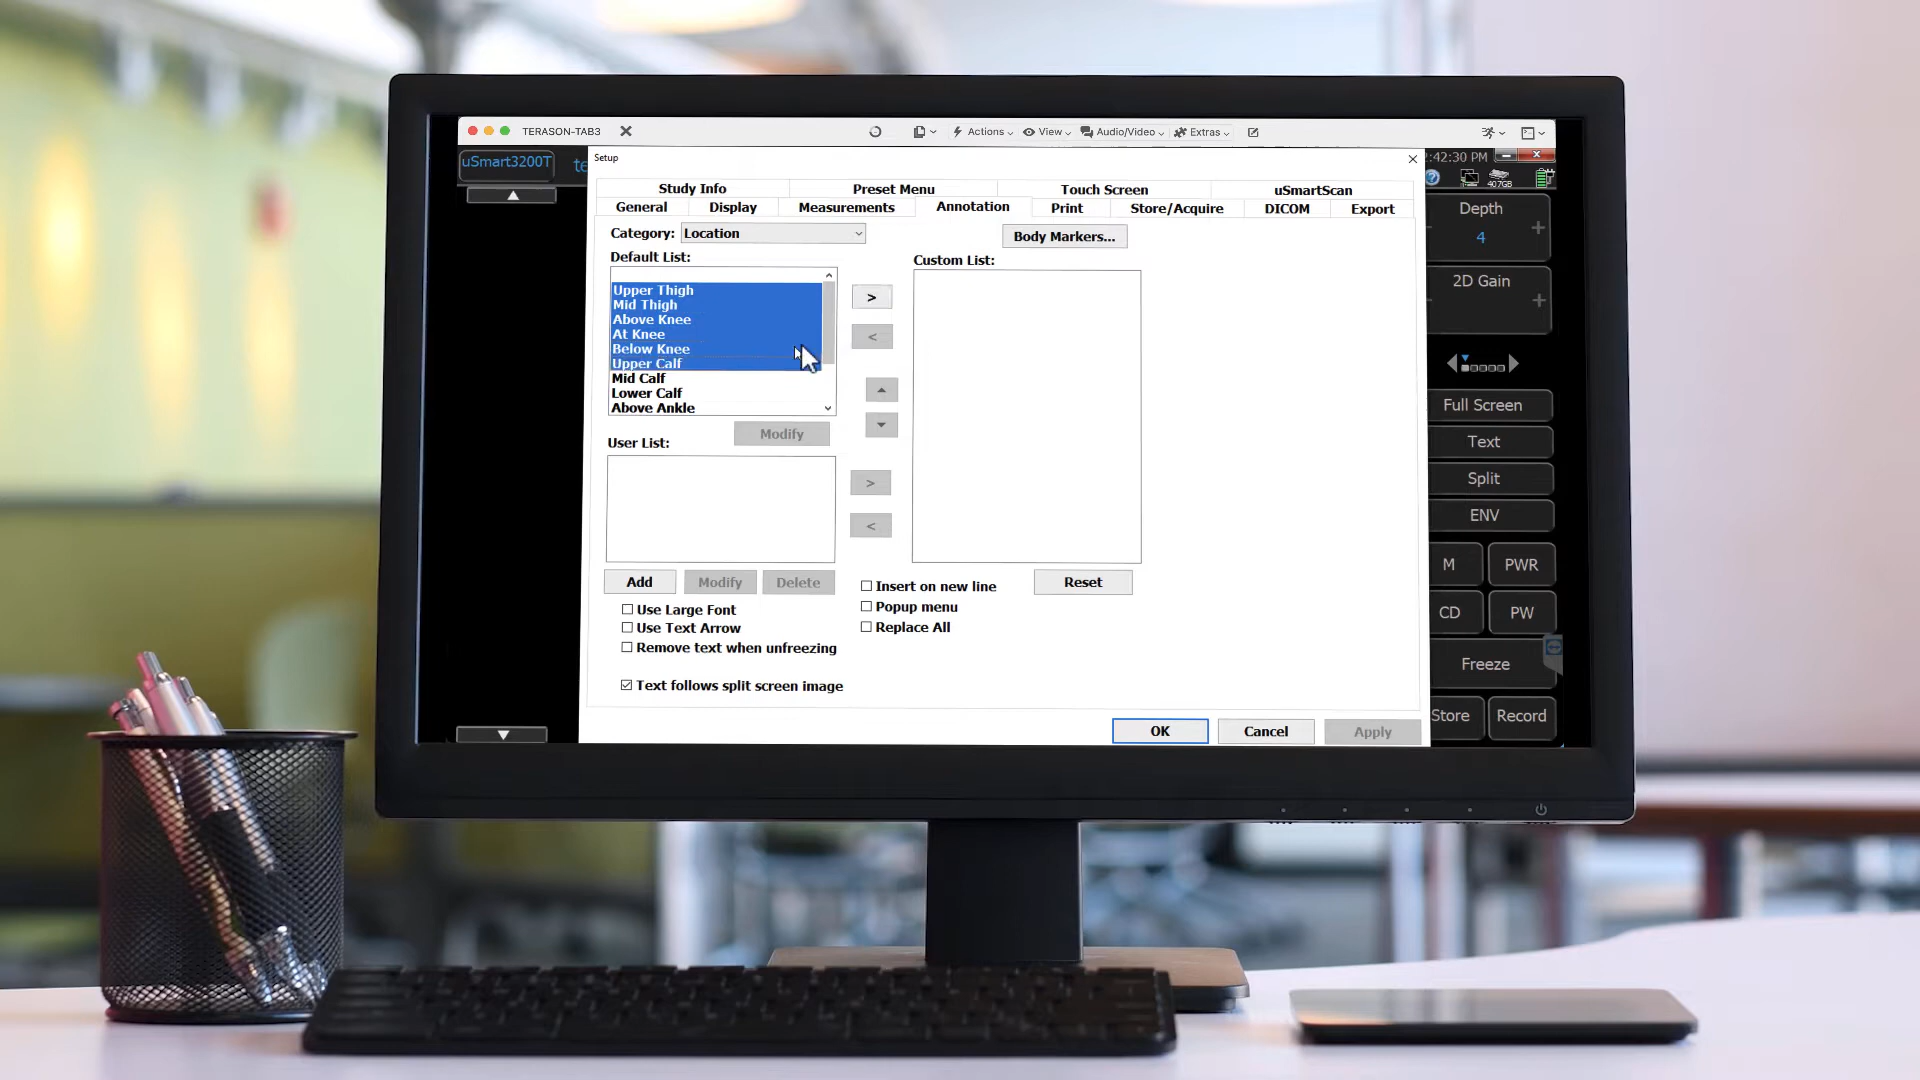 TERASON-TAB3
Actions
View
Audio/Video
Extras
uSmart3200T
te
Setup
:42:30 PM
407GB
Study Info
Preset Menu
Touch Screen
uSmartScan
General
Display
Measurements
Annotation
Print
Store/Acquire
DICOM
Export
Category:
Location
Body Markers...
Default List:
Custom List:
Upper Thigh
Mid Thigh
Above Knee
At Knee
Below Knee
Upper Calf
Mid Calf
Lower Calf
Above Ankle
>
<
Modify
User List:
>
<
Add
Modify
Delete
Insert on new line
Reset
Use Large Font
Popup menu
Use Text Arrow
Replace All
Remove text when unfreezing
Text follows split screen image
OK
Cancel
Apply
Depth
4
2D Gain
Full Screen
Text
Split
ENV
M
PWR
CD
PW
Freeze
Store
Record